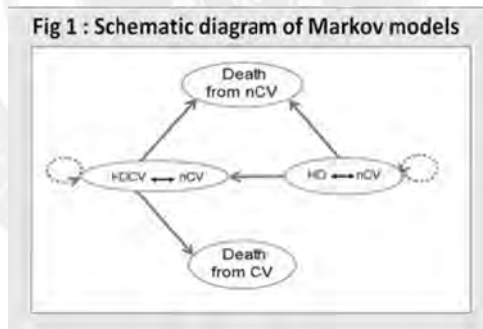 Fig 1 : Schematic diagram of Markov models
Death
from nCV
HDCV ⟷ nCV
HD ⟷ nCV
Death
from CV